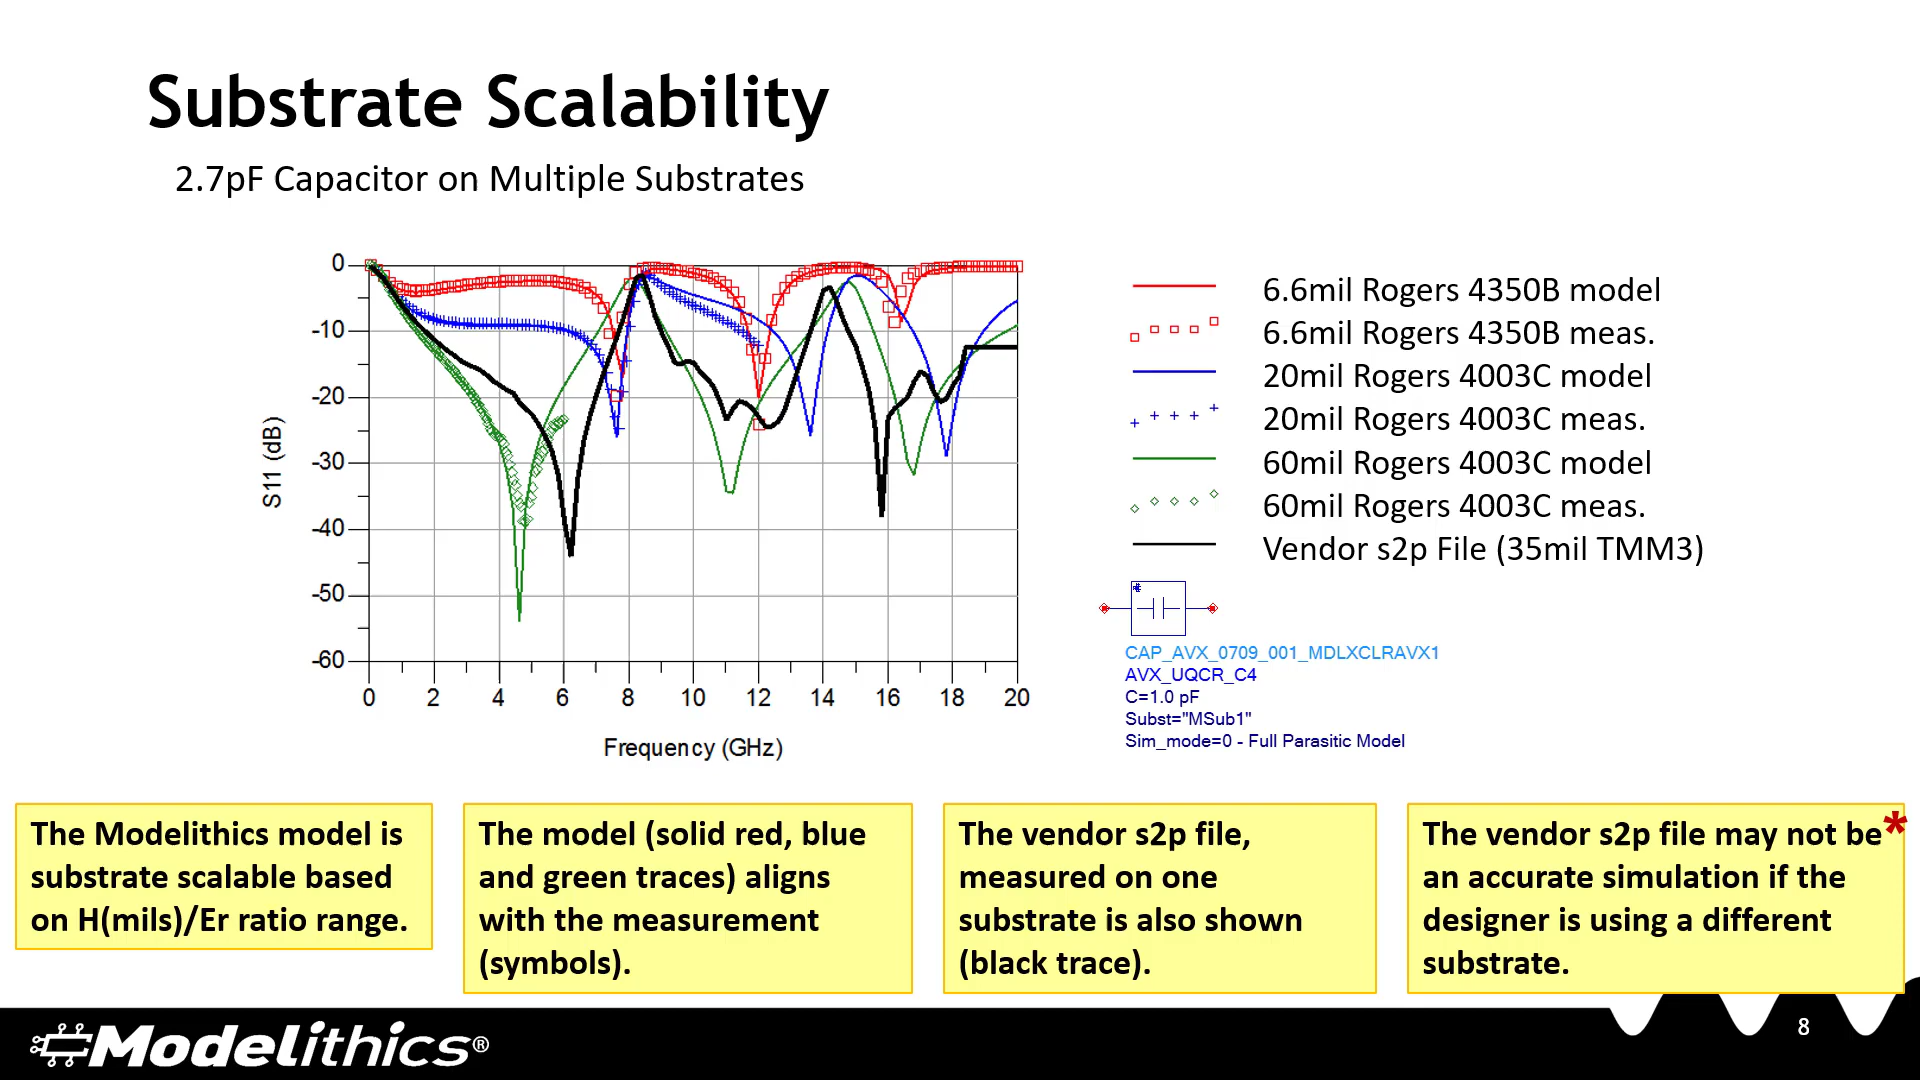 Substrate Scalability
2.7pF Capacitor on Multiple Substrates
0
-10
-20
-30
-40
-50
-60
S11 (dB)
0 2 4 6 8 10 12 14 16 18 20
Frequency (GHz)
6.6mil Rogers 4350B model
6.6mil Rogers 4350B meas.
20mil Rogers 4003C model
20mil Rogers 4003C meas.
60mil Rogers 4003C model
60mil Rogers 4003C meas.
Vendor s2p File (35mil TMM3)
CAP_AVX_0709_001_MDLXCLRAVX1
AVX_UQCR_C4
C=1.0 pF
Subst="MSub1"
Sim_mode=0 - Full Parasitic Model
The Modelithics model is
substrate scalable based
on H(mils)/Er ratio range.
The model (solid red, blue
and green traces) aligns
with the measurement
(symbols).
The vendor s2p file,
measured on one
substrate is also shown
(black trace).
The vendor s2p file may not be*
an accurate simulation if the
designer is using a different
substrate.
Modelithics®
8